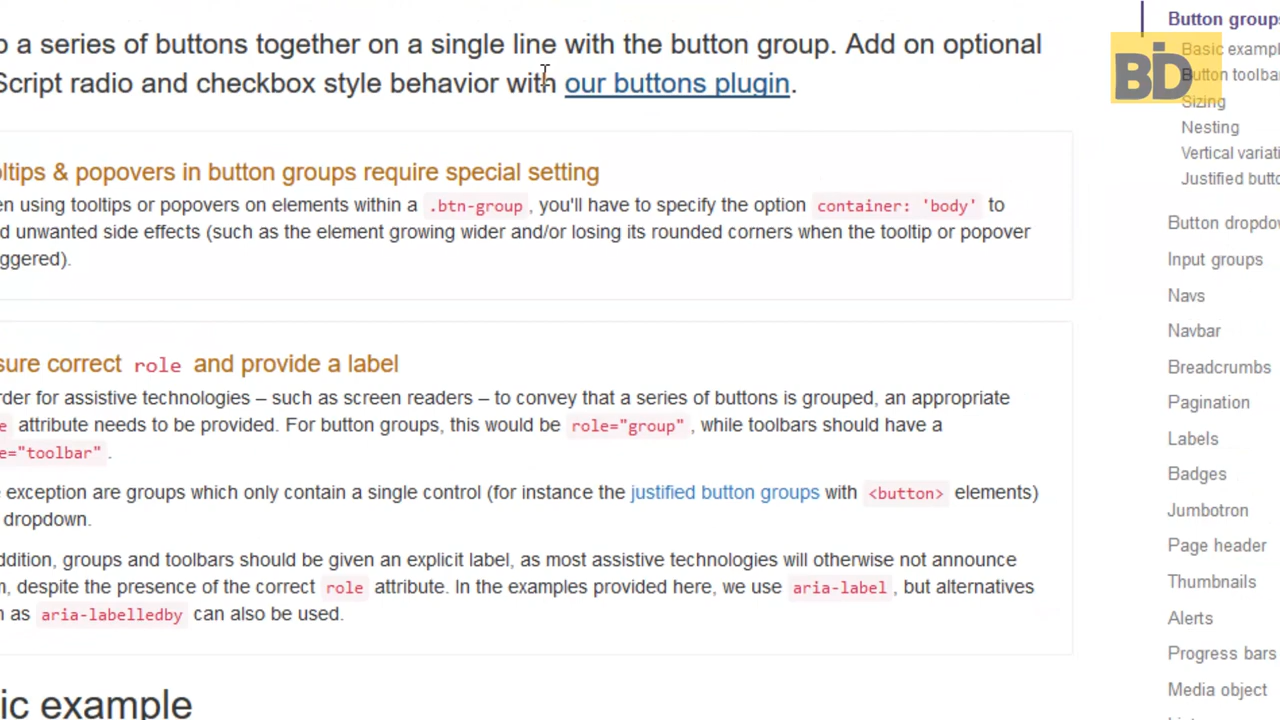 a series of buttons together on a single line with the button group. Add on optional
Script radio and checkbox style behavior with our buttons plugin.
oltips & popovers in button groups require special setting
en using tooltips or popovers on elements within a .btn-group , you'll have to specify the option container: 'body' to
d unwanted side effects (such as the element growing wider and/or losing its rounded corners when the tooltip or popover
ggered).
sure correct role and provide a label
rder for assistive technologies – such as screen readers – to convey that a series of buttons is grouped, an appropriate
e attribute needs to be provided. For button groups, this would be role="group" , while toolbars should have a
e="toolbar" .
exception are groups which only contain a single control (for instance the justified button groups with <button> elements)
dropdown.
ddition, groups and toolbars should be given an explicit label, as most assistive technologies will otherwise not announce
m, despite the presence of the correct role attribute. In the examples provided here, we use aria-label , but alternatives
h as aria-labelledby can also be used.
ic example
Button groups
Basic exampl
Button toolba
Sizing
Nesting
Vertical variati
Justified butto
Button dropdow
Input groups
Navs
Navbar
Breadcrumbs
Pagination
Labels
Badges
Jumbotron
Page header
Thumbnails
Alerts
Progress bars
Media object
BID